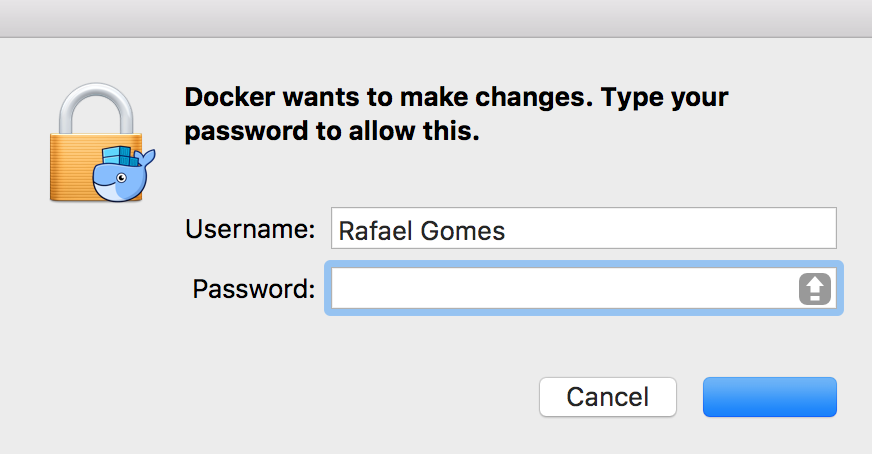 Docker wants to make changes. Type your
password to allow this.
Username: Rafael Gomes
Password:
Cancel